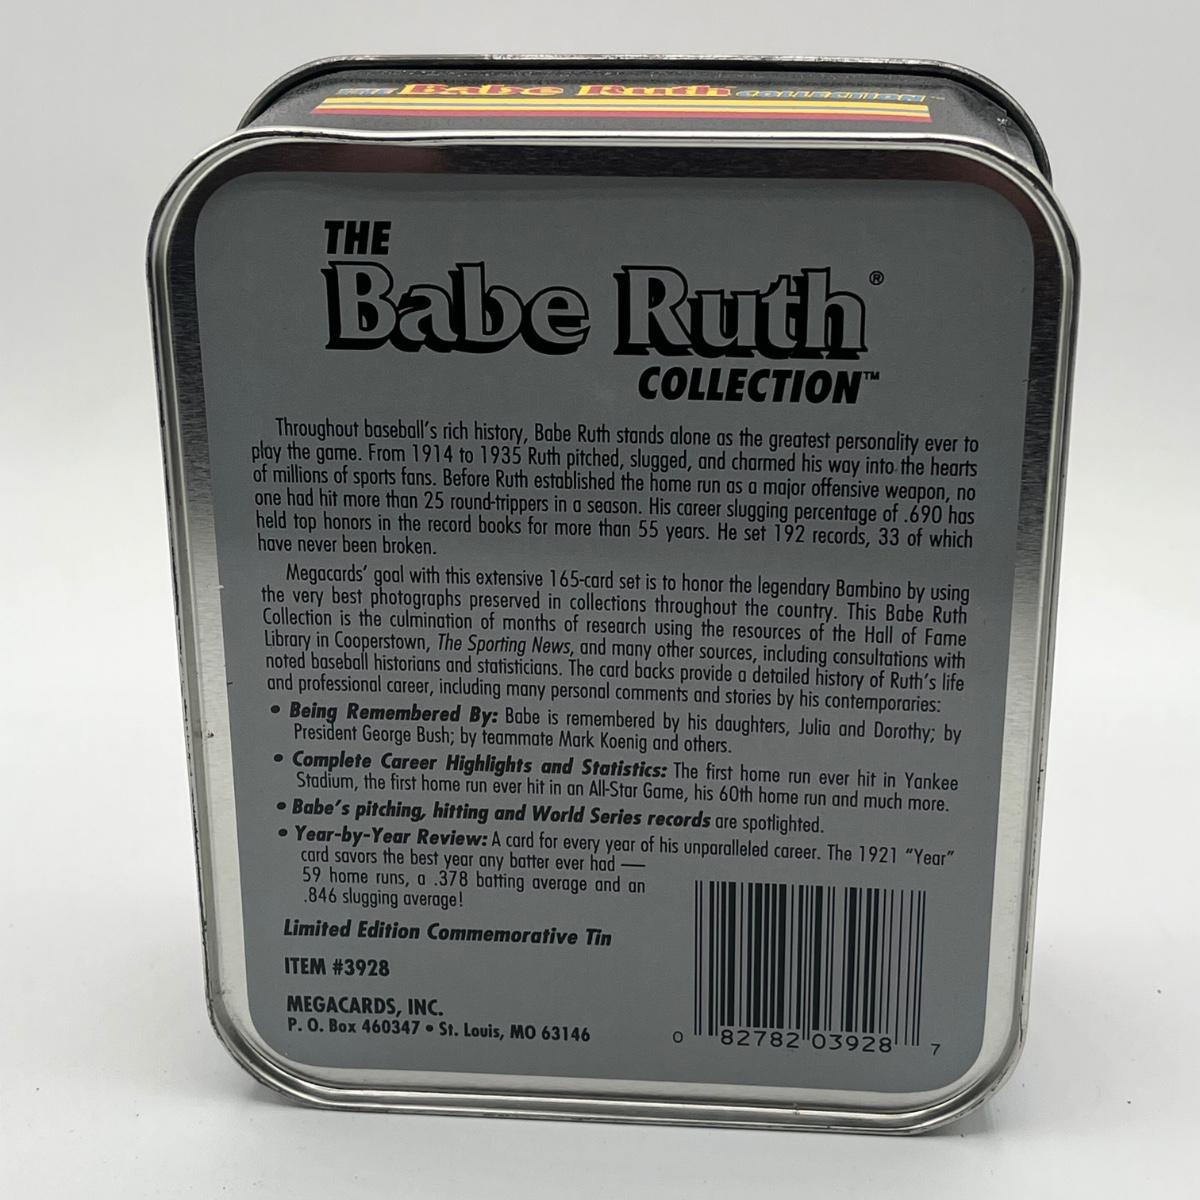 THE Babe Ruth COLLECTION™
THE
Babe Ruth®
COLLECTION™
Throughout baseball's rich history, Babe Ruth stands alone as the greatest personality ever to
play the game. From 1914 to 1935 Ruth pitched, slugged, and charmed his way into the hearts
of millions of sports fans. Before Ruth established the home run as a major offensive weapon, no
one had hit more than 25 round-trippers in a season. His career slugging percentage of .690 has
held top honors in the record books for more than 55 years. He set 192 records, 33 of which
have never been broken.
Megacards' goal with this extensive 165-card set is to honor the legendary Bambino by using
the very best photographs preserved in collections throughout the country. This Babe Ruth
Collection is the culmination of months of research using the resources of the Hall of Fame
Library in Cooperstown, The Sporting News, and many other sources, including consultations with
noted baseball historians and statisticians. The card backs provide a detailed history of Ruth's life
and professional career, including many personal comments and stories by his contemporaries:
• Being Remembered By: Babe is remembered by his daughters, Julia and Dorothy; by
President George Bush; by teammate Mark Koenig and others.
• Complete Career Highlights and Statistics: The first home run ever hit in Yankee
Stadium, the first home run ever hit in an All-Star Game, his 60th home run and much more.
• Babe's pitching, hitting and World Series records are spotlighted.
• Year-by-Year Review: A card for every year of his unparalleled career. The 1921 "Year"
card savors the best year any batter ever had —
59 home runs, a .378 batting average and an
.846 slugging average!
Limited Edition Commemorative Tin
ITEM #3928
MEGACARDS, INC.
P. O. Box 460347 • St. Louis, MO 63146
0 82782 03928 7